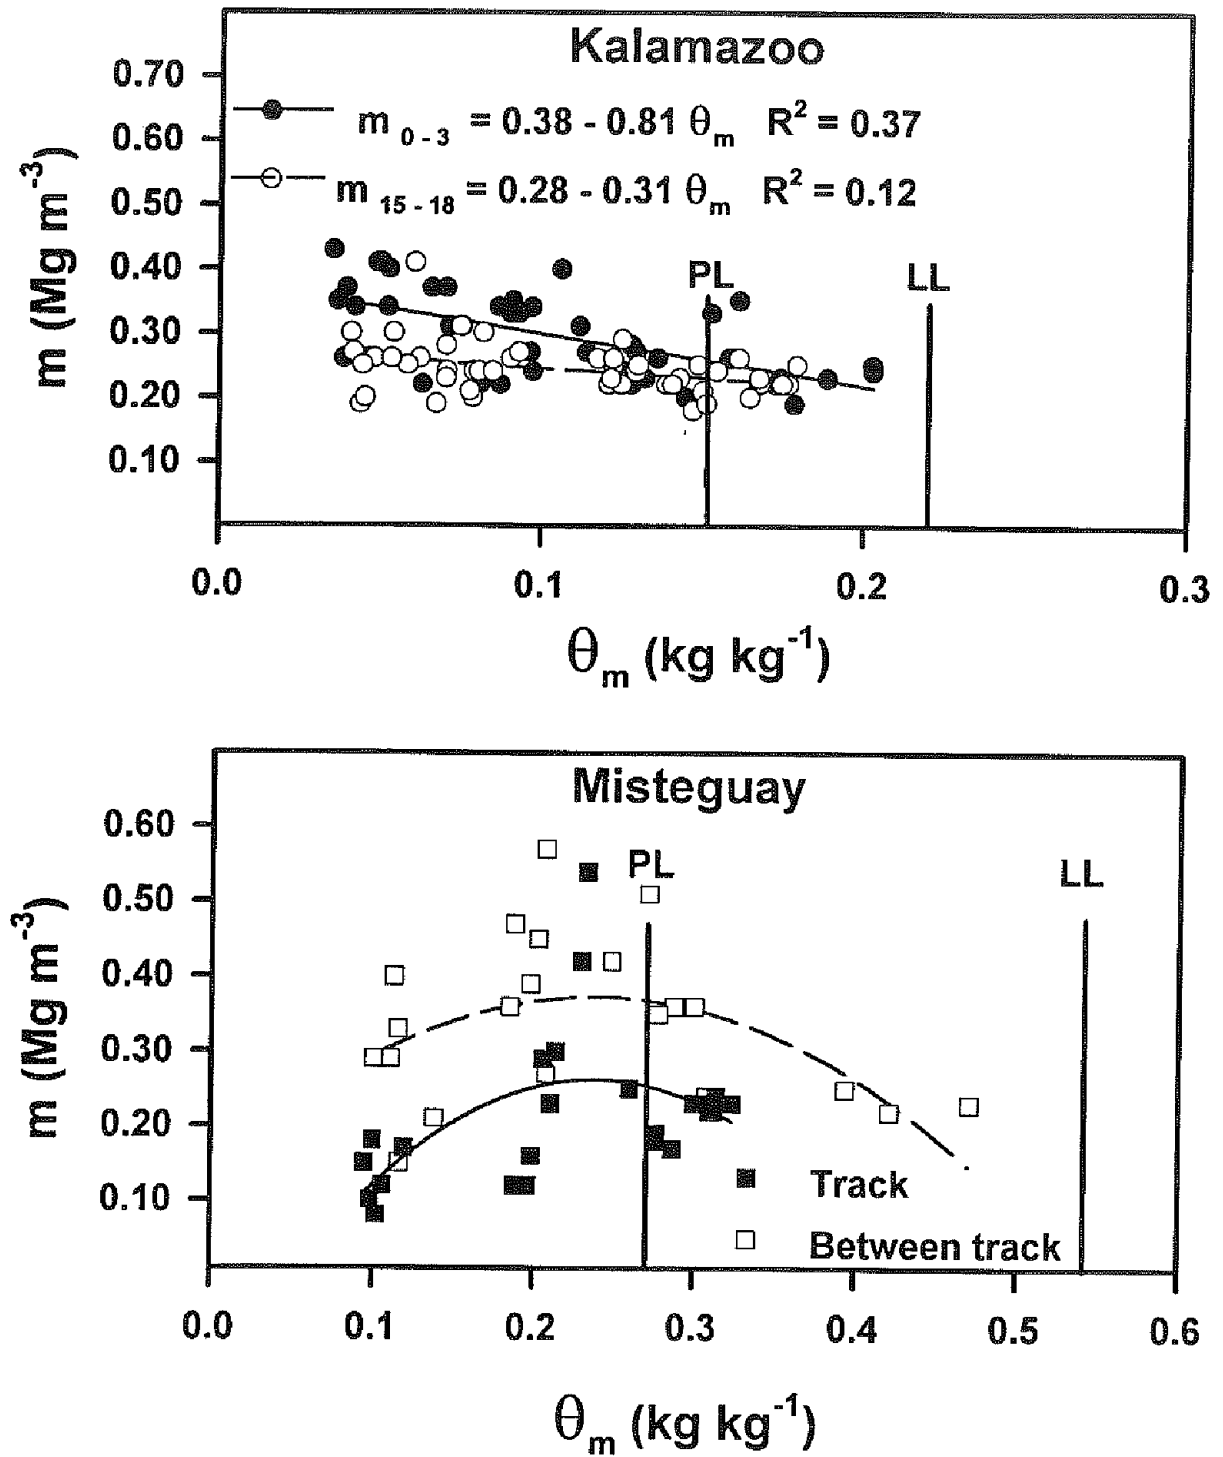 Kalamazoo
0.70
m 0 - 3 = 0.38 - 0.81 θm R² = 0.37
0.60
m 15 - 18 = 0.28 - 0.31 θm R² = 0.12
0.50
0.40
PL LL
0.30
0.20
0.10
m (Mg m⁻³)
0.0 0.1 0.2 0.3
θm (kg kg⁻¹)
Misteguay
0.60
PL LL
0.50
0.40
0.30
0.20
Track
0.10
Between track
m (Mg m⁻³)
0.0 0.1 0.2 0.3 0.4 0.5 0.6
θm (kg kg⁻¹)